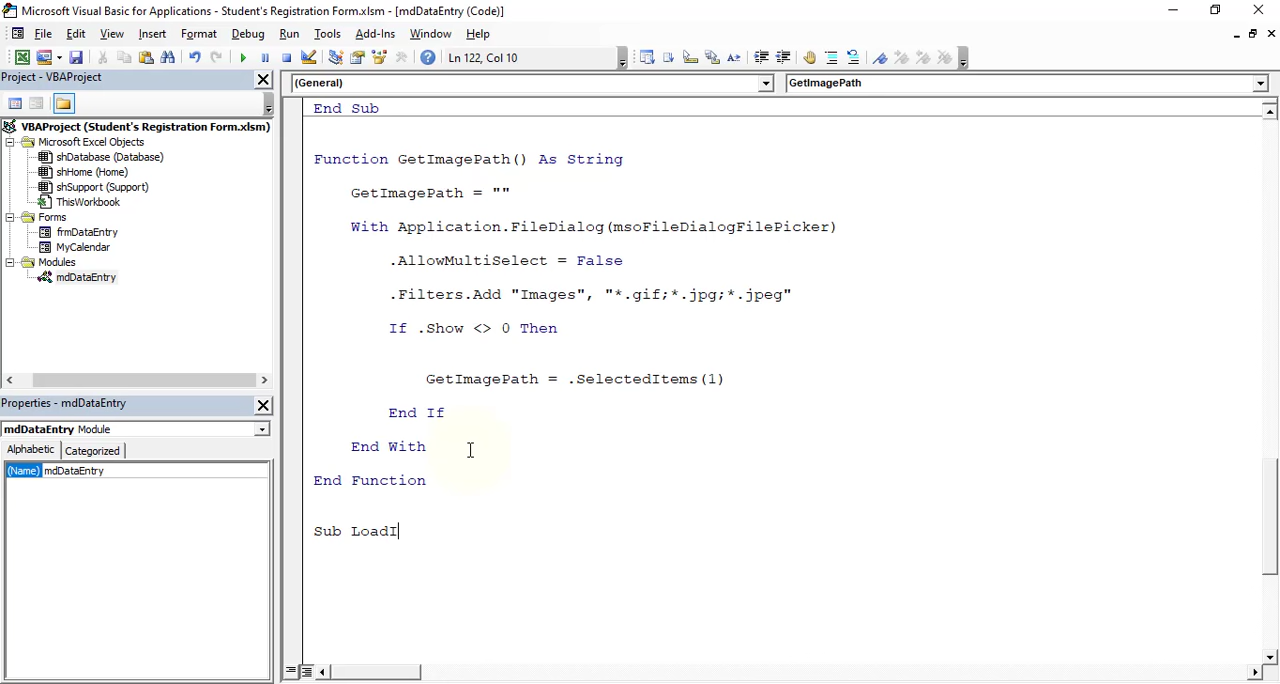 Microsoft Visual Basic for Applications - Student's Registration Form.xlsm - [mdDataEntry (Code)]
File Edit View Insert Format Debug Run Tools Add-Ins Window Help
Ln 122, Col 10
Project - VBAProject
VBAProject (Student's Registration Form.xlsm)
Microsoft Excel Objects
shDatabase (Database)
shHome (Home)
shSupport (Support)
ThisWorkbook
Forms
frmDataEntry
MyCalendar
Modules
mdDataEntry
Properties - mdDataEntry
mdDataEntry Module
Alphabetic Categorized
(Name) mdDataEntry
(General) GetImagePath
End Sub
Function GetImagePath() As String
GetImagePath = ""
With Application.FileDialog(msoFileDialogFilePicker)
.AllowMultiSelect = False
.Filters.Add "Images", "*.gif;*.jpg;*.jpeg"
If .Show <> 0 Then
GetImagePath = .SelectedItems(1)
End If
End With
End Function
Sub LoadI